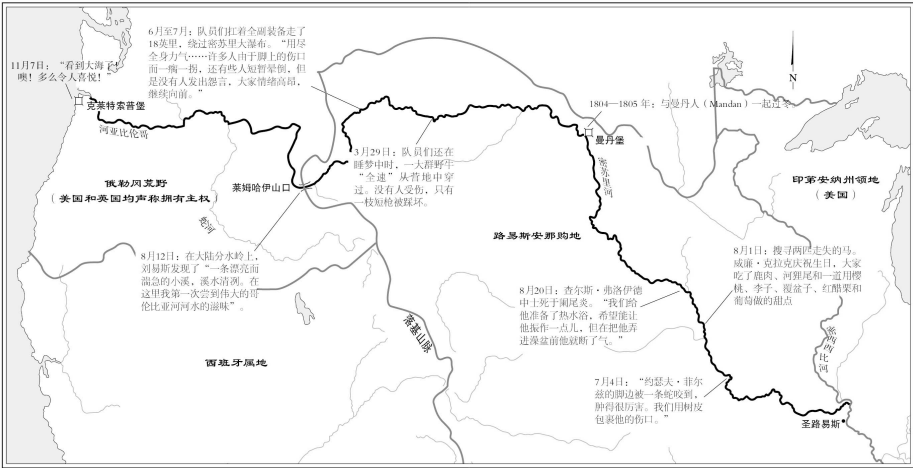 6月至7月：队员们扛着全副装备走了
18英里，绕过密苏里大瀑布。“用尽
全身力气……许多人由于脚上的伤口
而一瘸一拐，还有些人短暂晕倒，但
是没有人发出怨言，大家情绪高昂，
继续向前。”
11月7日：“看到大海了！
噢！多么令人喜悦！”
克莱特索普堡
河亚比伦哥
N
1804—1805年：与曼丹人（Mandan）一起过冬
曼丹堡
3月29日：队员们还在
睡梦中时，一大群野牛
“全速”从营地中穿
过。没有人受伤，只有
一枝短枪被踩坏。
密苏里河
莱姆哈伊山口
俄勒冈荒野
（美国和英国均声称拥有主权）
蛇河
印第安纳州领地
（美国）
路易斯安那购地
8月12日：在大陆分水岭上，
刘易斯发现了“一条漂亮而
湍急的小溪，溪水清冽。在
这里我第一次尝到伟大的哥
伦比亚河河水的滋味”。
8月1日：搜寻两匹走失的马。
威廉·克拉克庆祝生日，大家
吃了鹿肉、河狸尾和一道用樱
桃、李子、覆盆子、红醋栗和
葡萄做的甜点
8月20日：查尔斯·弗洛伊德
中士死于阑尾炎。“我们给
他准备了热水浴，希望能让
他振作一点儿，但在把他弄
进澡盆前他就断了气。”
落基山脉
密西西比河
西班牙属地
7月4日：“约瑟夫·菲尔
兹的脚边被一条蛇咬到，
肿得很厉害。我们用树皮
包裹他的伤口。”
圣路易斯